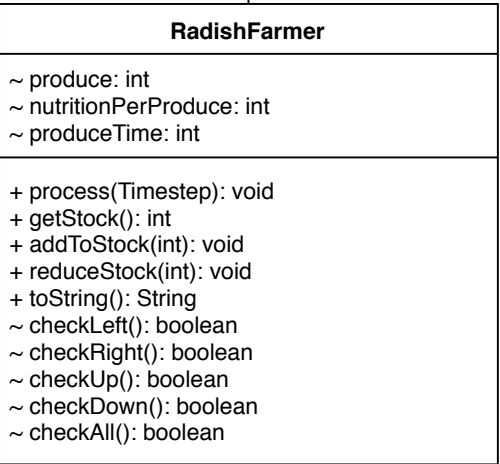 RadishFarmer
~ produce: int
~ nutritionPerProduce: int
~ produceTime: int
+ process(Timestep): void
+ getStock(): int
+ addToStock(int): void
+ reduceStock(int): void
+ toString(): String
~ checkLeft(): boolean
~ checkRight(): boolean
~ checkUp(): boolean
~ checkDown(): boolean
~ checkAll(): boolean